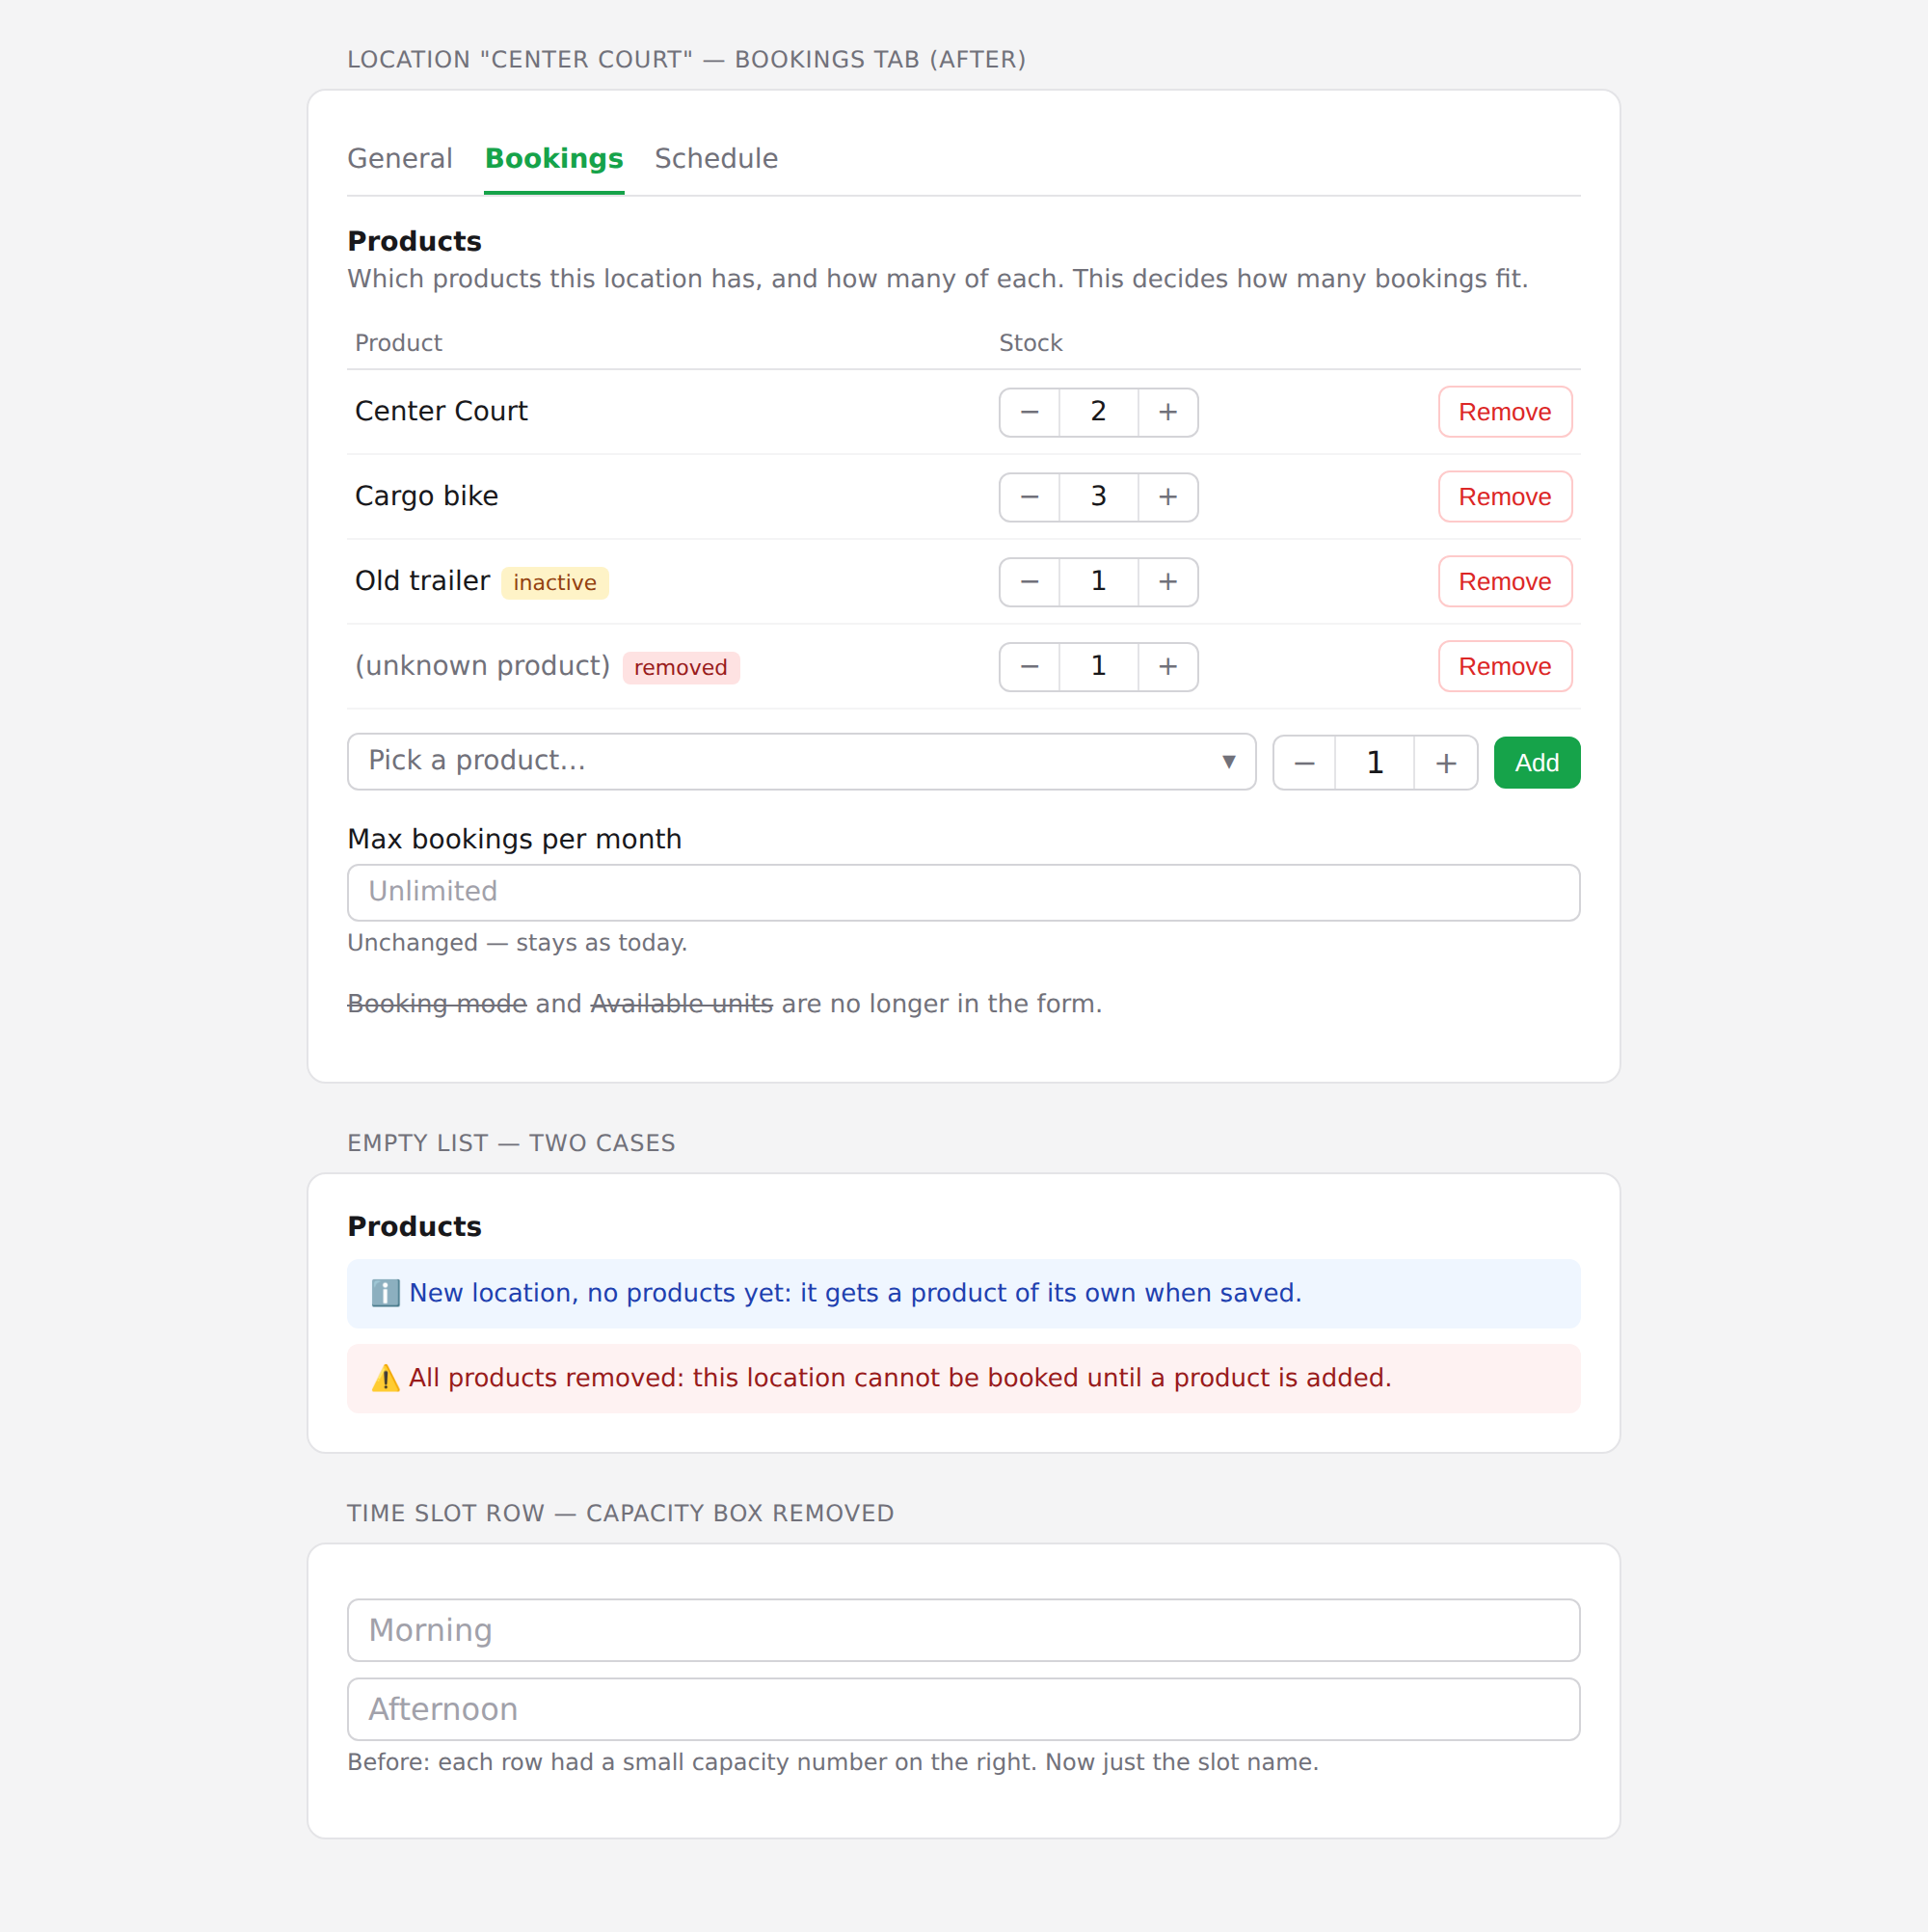 LOCATION "CENTER COURT" — BOOKINGS TAB (AFTER)
General Bookings Schedule
Products
Which products this location has, and how many of each. This decides how many bookings fit.
Product Stock
Center Court − 2 + Remove
Cargo bike − 3 + Remove
Old trailer inactive − 1 + Remove
(unknown product) removed − 1 + Remove
Pick a product... ▼ − 1 + Add
Max bookings per month
Unlimited
Unchanged — stays as today.
Booking mode and Available units are no longer in the form.
EMPTY LIST — TWO CASES
Products
ℹ️ New location, no products yet: it gets a product of its own when saved.
⚠️ All products removed: this location cannot be booked until a product is added.
TIME SLOT ROW — CAPACITY BOX REMOVED
Morning
Afternoon
Before: each row had a small capacity number on the right. Now just the slot name.